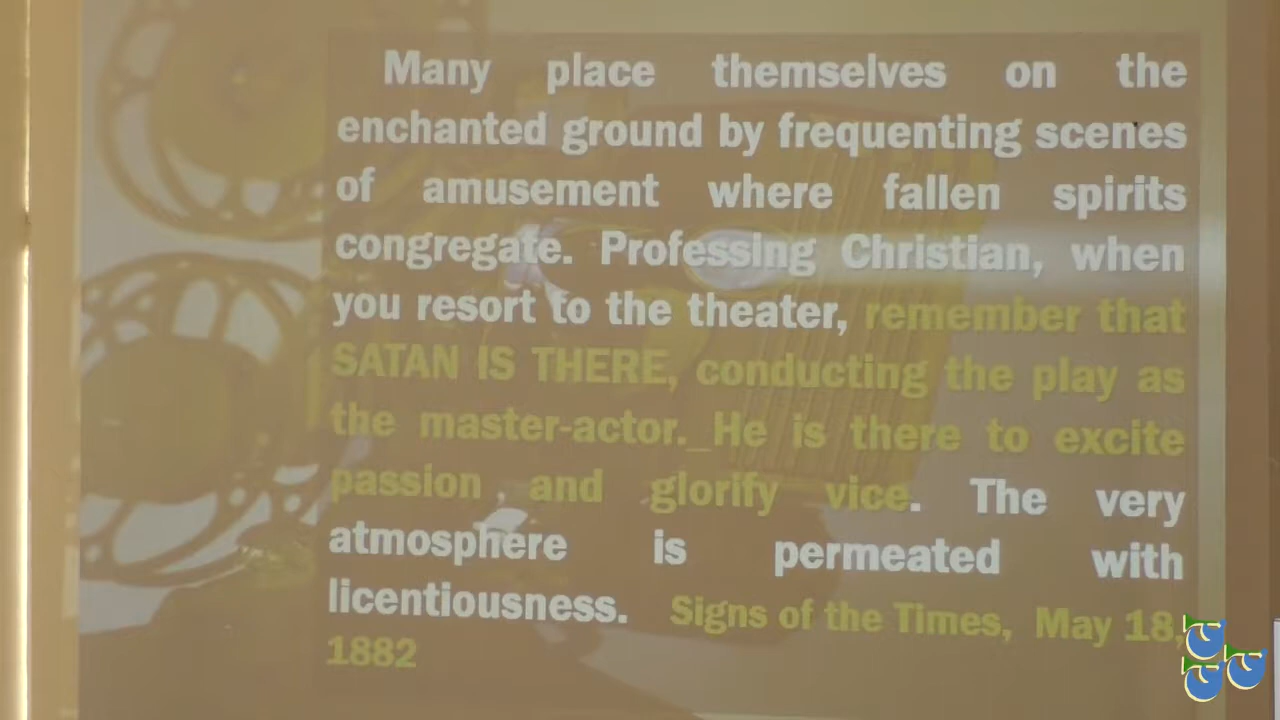 Many place themselves on the
enchanted ground by frequenting scenes
of amusement where fallen spirits
congregate. Professing Christian, when
you resort to the theater, remember that
SATAN IS THERE, conducting the play as
the master-actor._He is there to excite
passion , and glorify vice. The very
atmosphere is permeated with
licentiousness. Signs of the Times, May 18,
1882